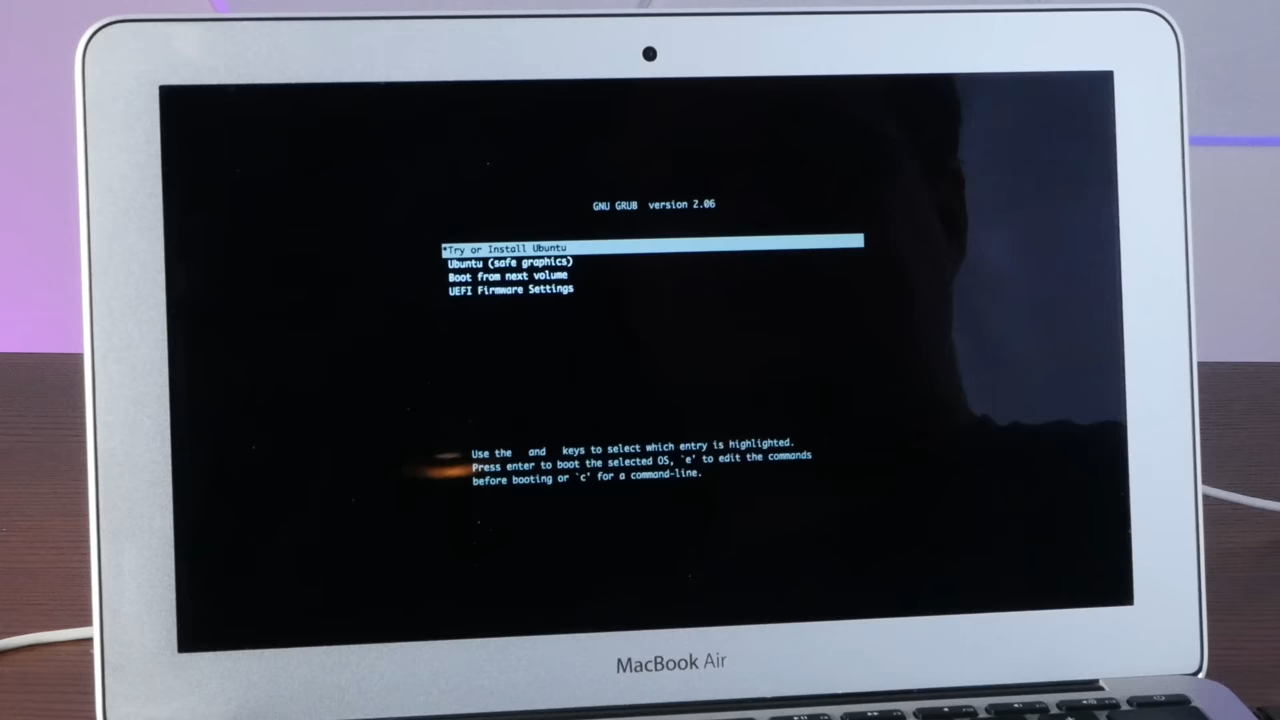 GNU GRUB version 2.06
*Try or Install Ubuntu
Ubuntu (safe graphics)
Boot from next volume
UEFI Firmware Settings
Use the and keys to select which entry is highlighted.
Press enter to boot the selected OS, `e' to edit the commands
before booting or `c' for a command-line.
MacBook Air